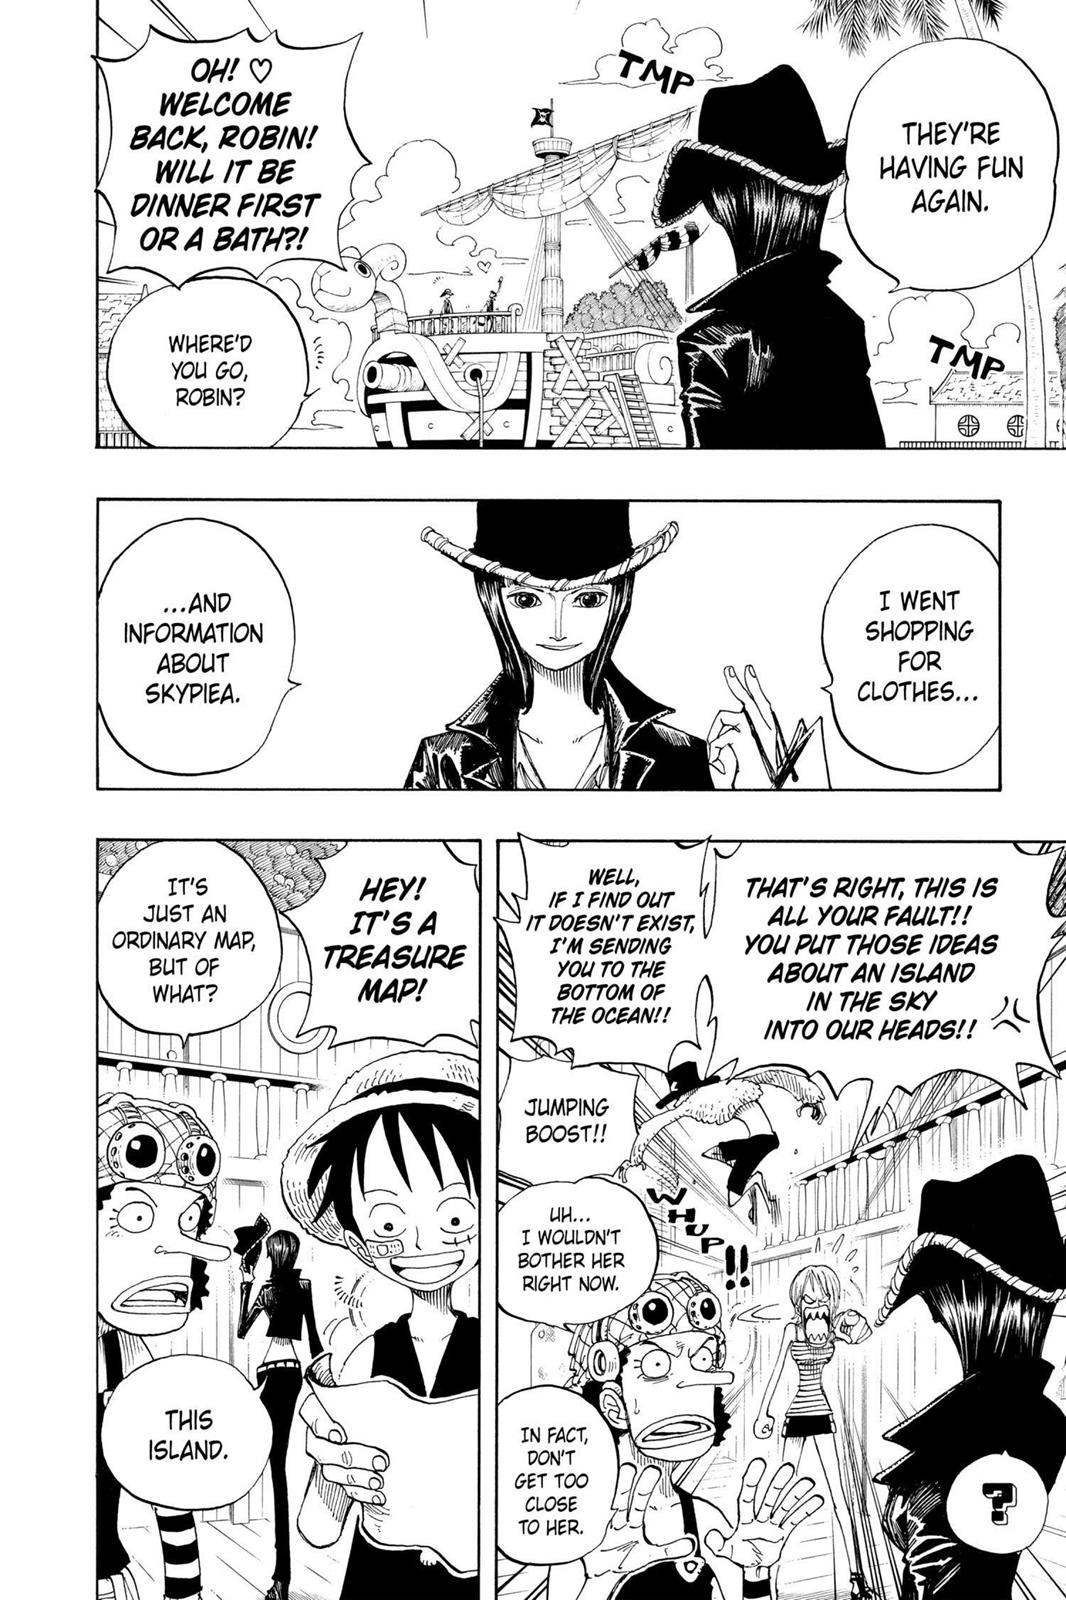 THEY'RE
HAVING FUN
AGAIN.
TMP
TMP
OH! ♡
WELCOME
BACK, ROBIN!
WILL IT BE
DINNER FIRST
OR A BATH?!
WHERE'D
YOU GO,
ROBIN?
I WENT
SHOPPING
FOR
CLOTHES...
...AND
INFORMATION
ABOUT
SKYPIEA.
THAT'S RIGHT, THIS IS
ALL YOUR FAULT!!
YOU PUT THOSE IDEAS
ABOUT AN ISLAND
IN THE SKY
INTO OUR HEADS!!
WELL,
IF I FIND OUT
IT DOESN'T EXIST,
I'M SENDING
YOU TO THE
BOTTOM OF
THE OCEAN!!
JUMPING
BOOST!!
WHUP
!!
UH...
I WOULDN'T
BOTHER HER
RIGHT NOW.
IN FACT,
DON'T
GET TOO
CLOSE
TO HER.
?
HEY!
IT'S A
TREASURE
MAP!
IT'S
JUST AN
ORDINARY MAP,
BUT OF
WHAT?
THIS
ISLAND.